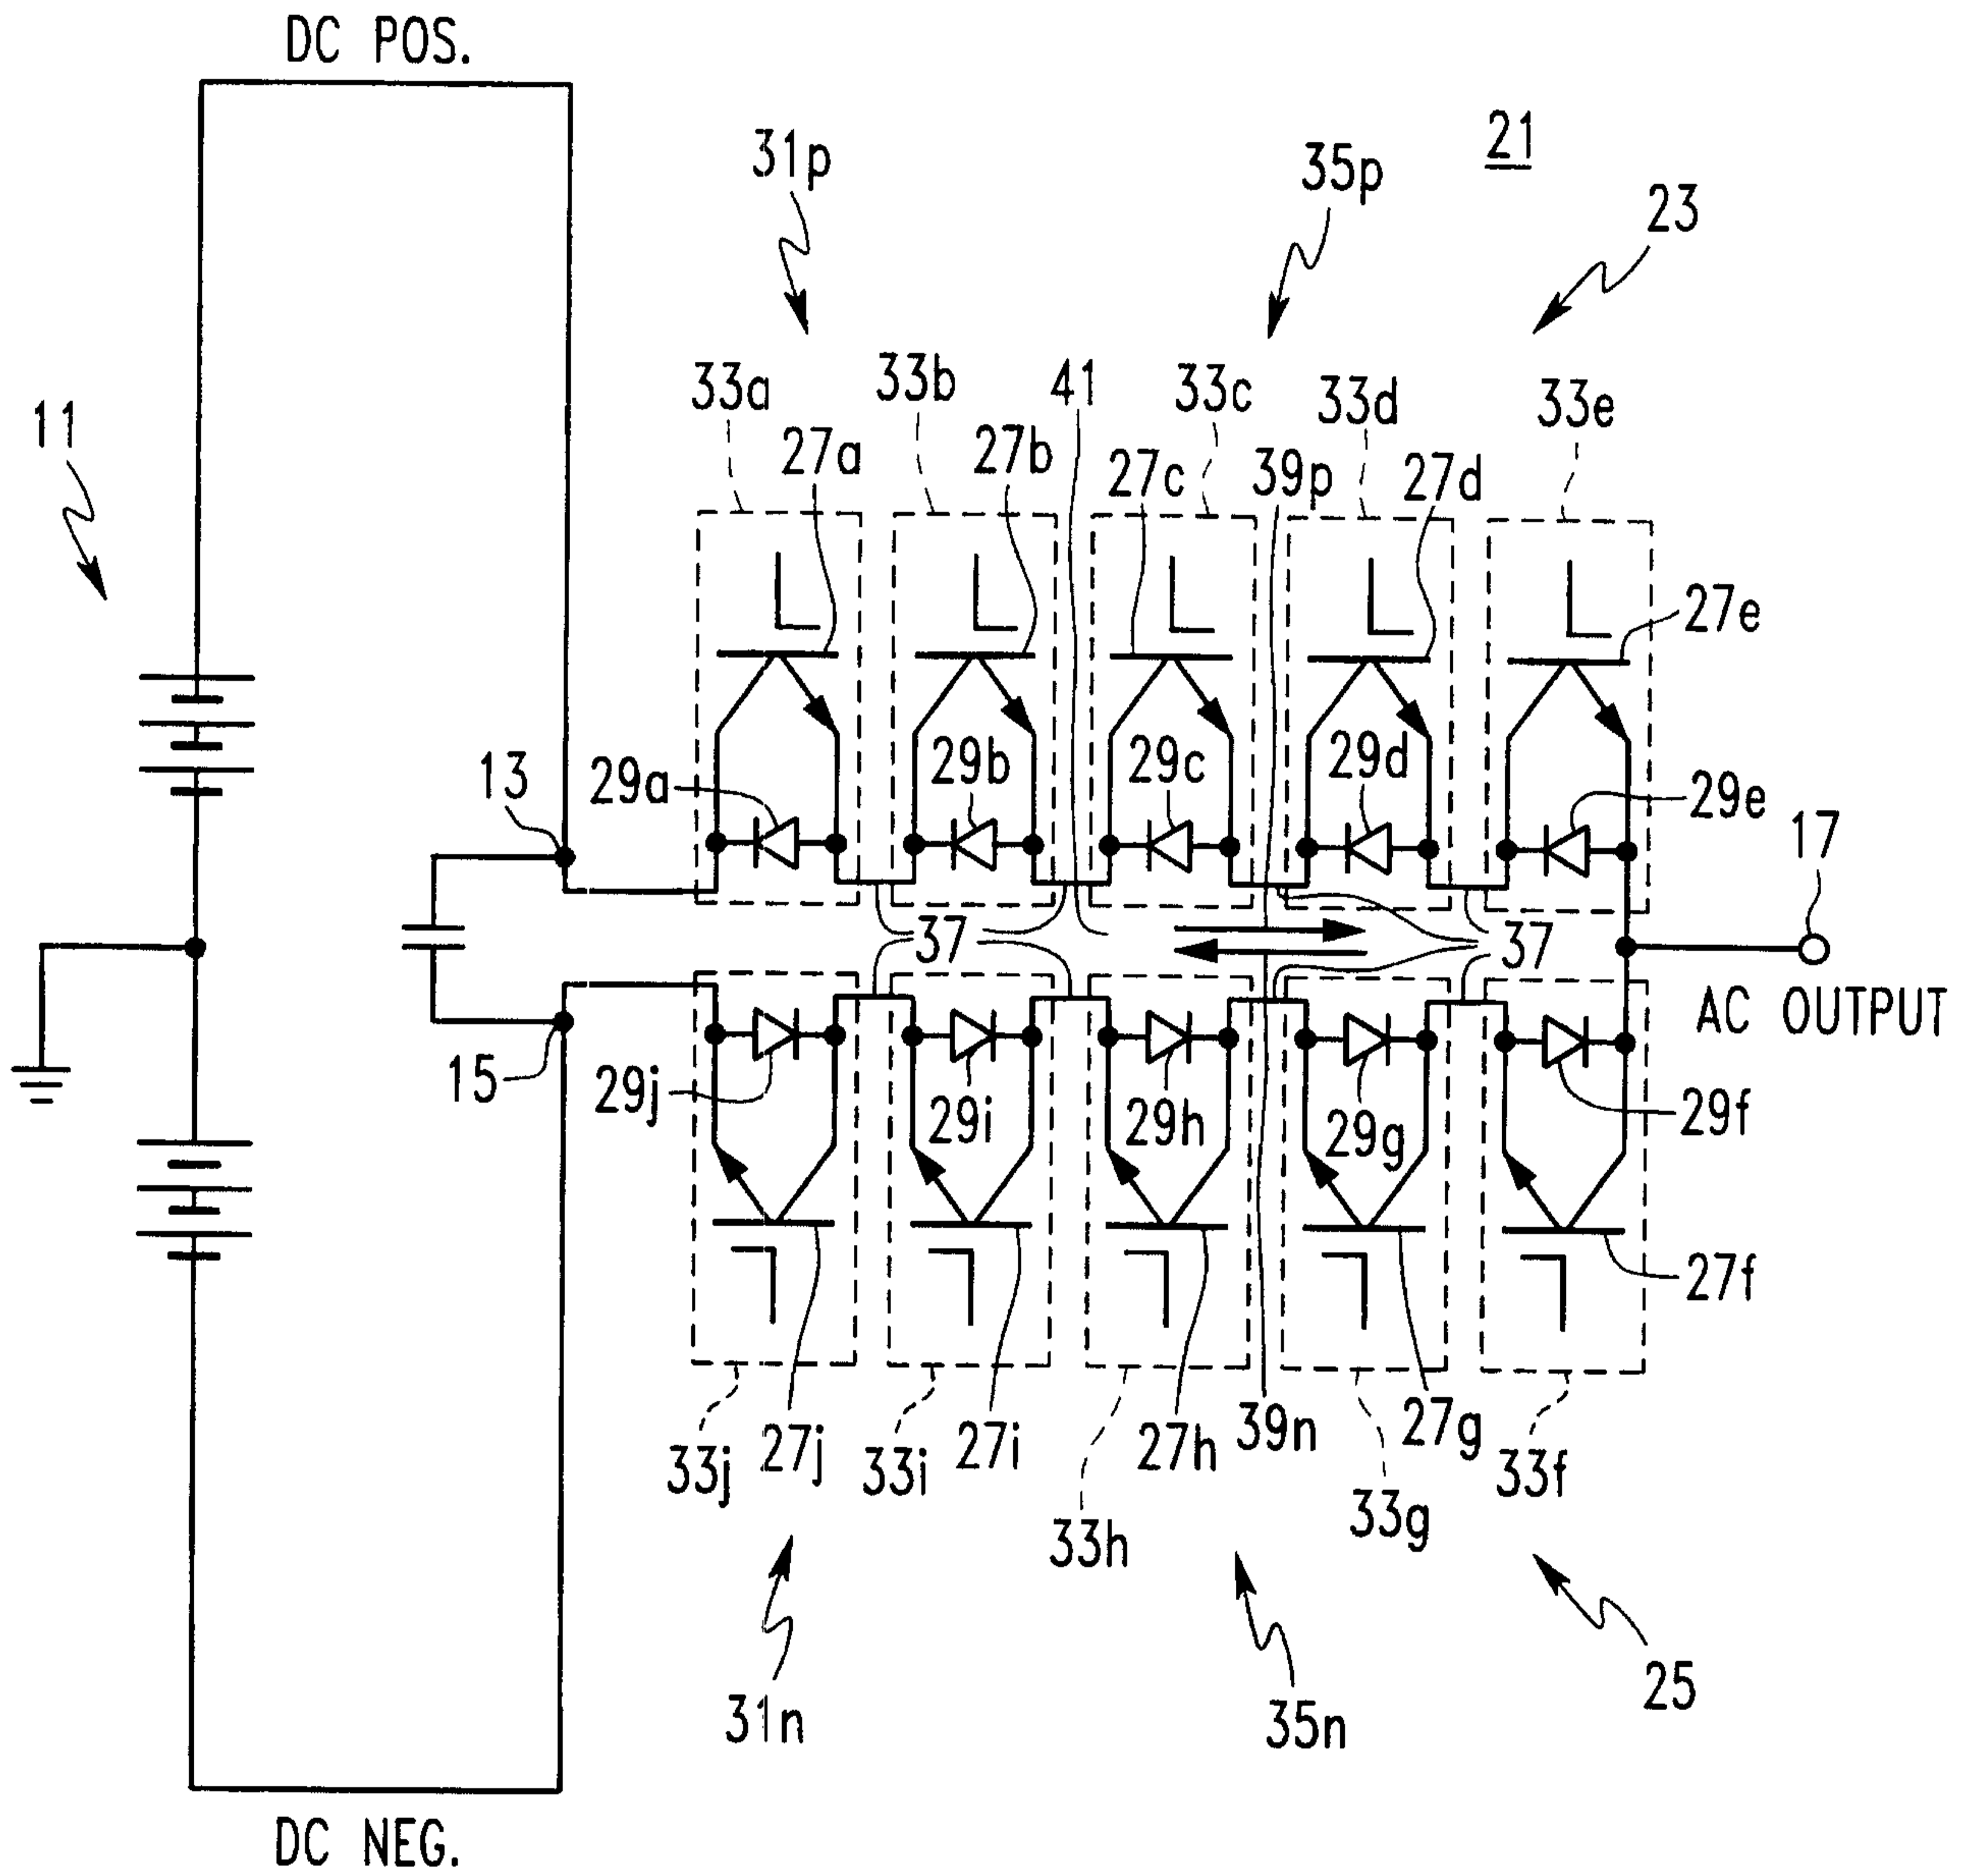 DC POS.
21
31p
35p
23
33a
33b
41
33c
33d
33e
11
27a
27b
27c
39p
27d
27e
13
29a
29b
29c
29d
29e
17
37
37
AC OUTPUT
15
29j
29i
29h
29g
29f
27f
33j
27j
33i
27i
27h
39n
27g
33f
33h
33g
31n
35n
25
DC NEG.